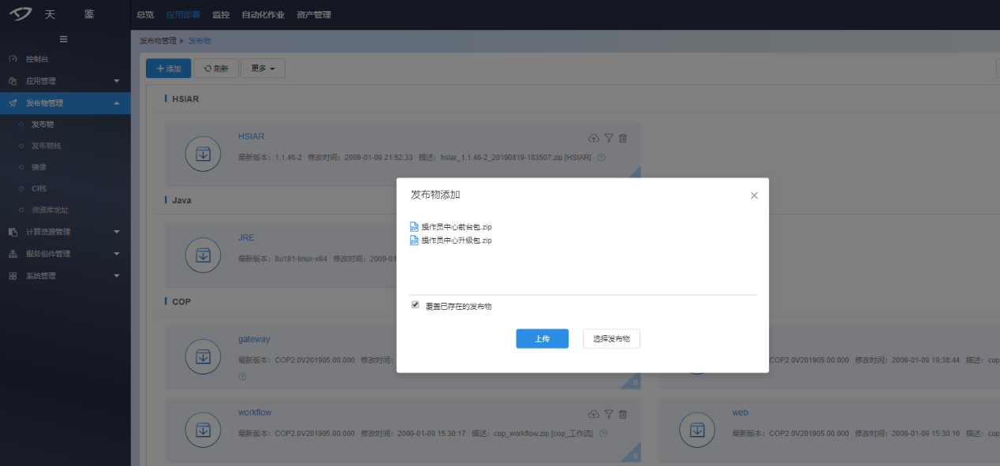 天 鉴
总览 应用部署 监控 自动化作业 资产管理
发布物管理 发布物
控制台
应用管理
发布物管理
发布物
发布物栈
镜像
CI栈
资源库地址
计算资源管理
服务组件管理
系统管理
添加 刷新 更多
HSIAR
HSIAR
最新版本：1.1.46-2 修改时间：2009-01-09 21:52:33 描述：hsiar_1.1.46-2_20190819-183507.zip [HSIAR]
Java
JRE
最新版本：8u181-linux-x64 修改时间：2009-01
COP
gateway
最新版本：COP2.0V201905.00.000 修改时间：
0
COP2.0V201905.00.000 修改时间：2009-01-09 19:38:44 描述：cop
workflow
最新版本：COP2.0V201905.00.000 修改时间：2009-01-09 15:30:17 描述：cop_workflow.zip [cop_工作流]
0
web
最新版本：COP2.0V201905.00.000 修改时间：2009-01-09 15:30:16 描述：cop
发布物添加
操作员中心前台包.zip
操作员中心升级包.zip
覆盖已存在的发布物
上传 选择发布物